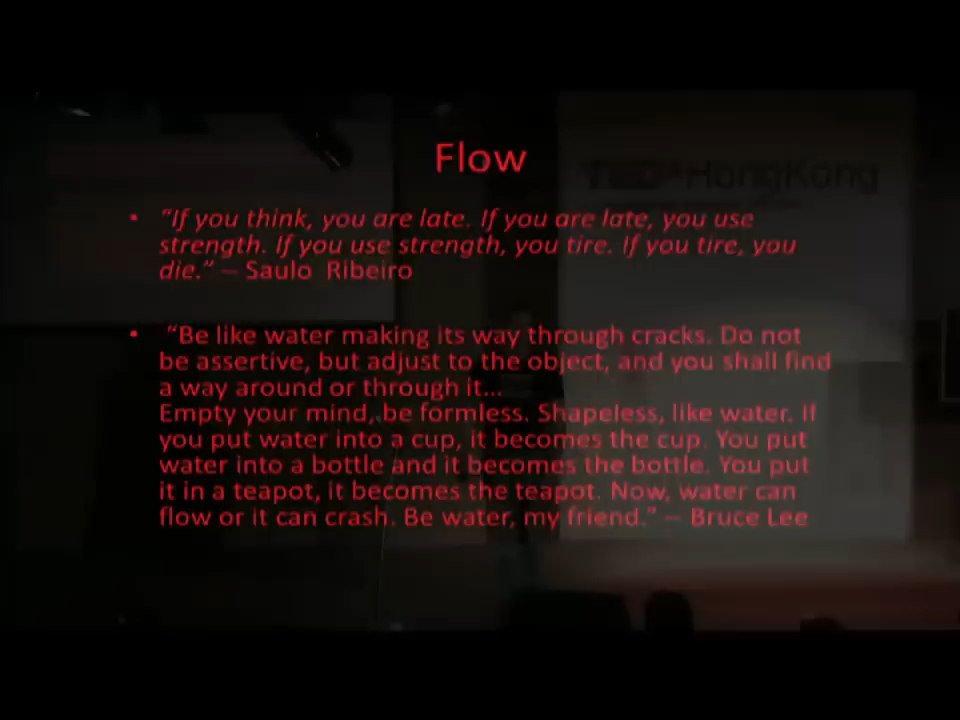 Flow
TEDxHongKong
• “If you think, you are late. If you are late, you use
strength. If you use strength, you tire. If you tire, you
die.” – Saulo Ribeiro
• “Be like water making its way through cracks. Do not
be assertive, but adjust to the object, and you shall find
a way around or through it...
Empty your mind, be formless. Shapeless, like water. If
you put water into a cup, it becomes the cup. You put
water into a bottle and it becomes the bottle. You put
it in a teapot, it becomes the teapot. Now, water can
flow or it can crash. Be water, my friend.” – Bruce Lee